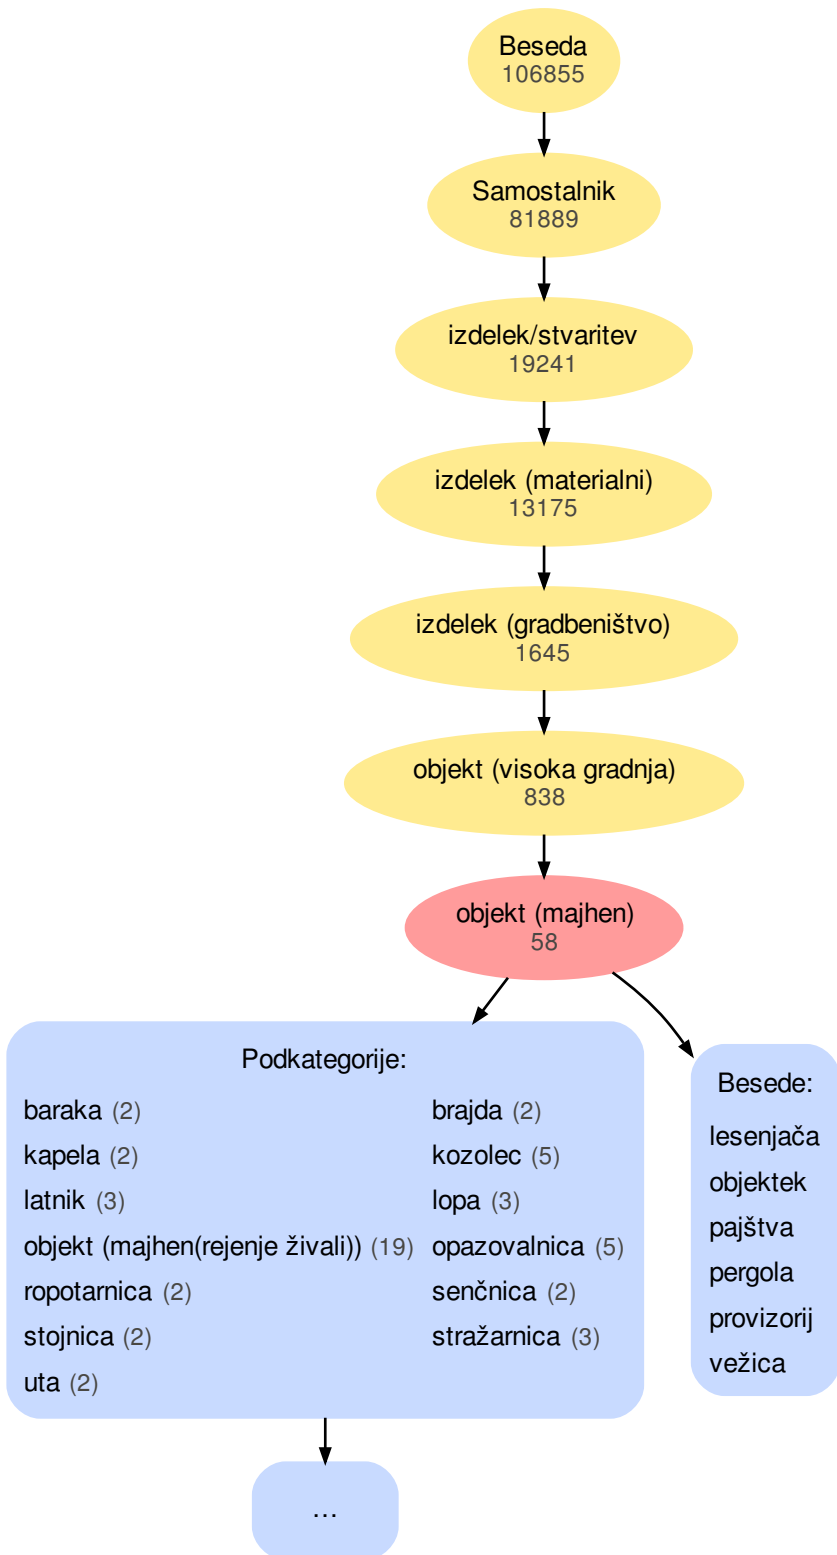 Beseda
106855
Samostalnik
81889
izdelek/stvaritev
19241
izdelek (materialni)
13175
izdelek (gradbeništvo)
1645
objekt (visoka gradnja)
838
objekt (majhen)
58
Podkategorije:
baraka (2) brajda (2)
kapela (2) kozolec (5)
latnik (3) lopa (3)
objekt (majhen(rejenje živali)) (19) opazovalnica (5)
ropotarnica (2) senčnica (2)
stojnica (2) stražarnica (3)
uta (2)
Besede:
lesenjača
objektek
pajštva
pergola
provizorij
vežica
...